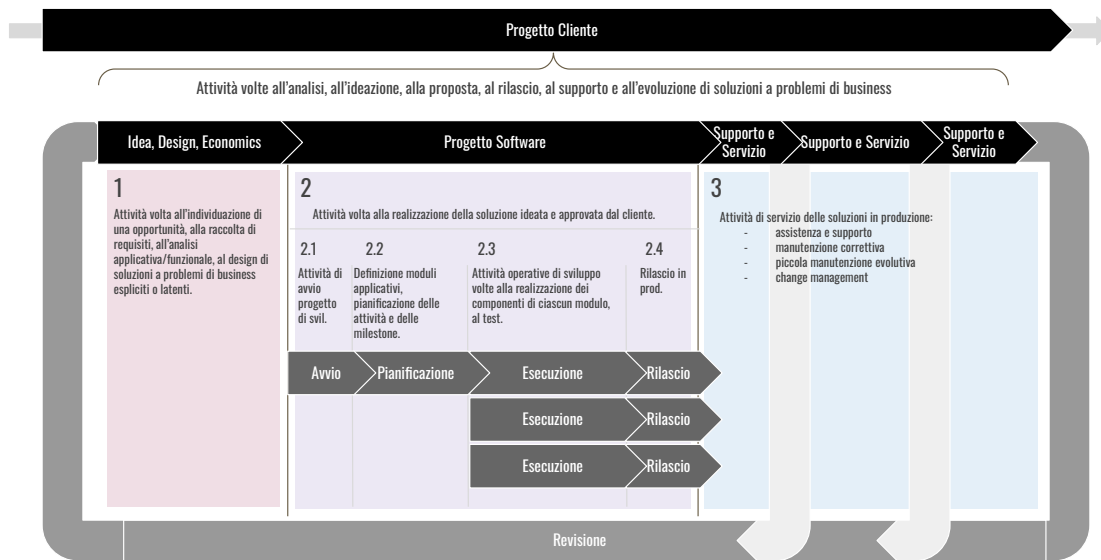 Progetto Cliente
Attività volte all'analisi, all'ideazione, alla proposta, al rilascio, al supporto e all'evoluzione di soluzioni a problemi di business
Idea, Design, Economics
Progetto Software
Supporto e
Servizio
Supporto e Servizio
Supporto e
Servizio
1
Attività volta all'individuazione di
una opportunità, alla raccolta di
requisiti, all'analisi
applicativa/funzionale, al design di
soluzioni a problemi di business
espliciti o latenti.
2
Attività volta alla realizzazione della soluzione ideata e approvata dal cliente.
2.1
Attività di
avvio
progetto
di svil.
2.2
Definizione moduli
applicativi,
pianificazione delle
attività e delle
milestone.
2.3
Attività operative di sviluppo
volte alla realizzazione dei
componenti di ciascun modulo,
al test.
2.4
Rilascio in
prod.
3
Attività di servizio delle soluzioni in produzione:
- assistenza e supporto
- manutenzione correttiva
- piccola manutenzione evolutiva
- change management
Avvio
Pianificazione
Esecuzione
Rilascio
Esecuzione
Rilascio
Esecuzione
Rilascio
Revisione